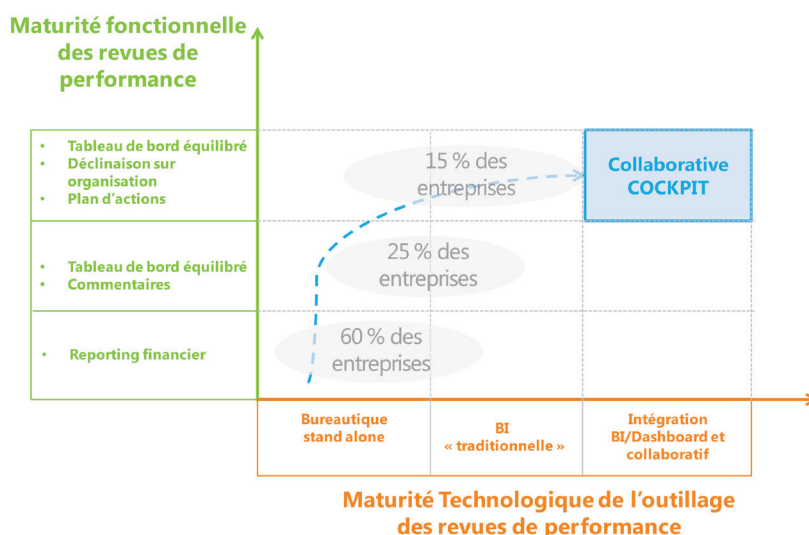 Maturité fonctionnelle
des revues de
performance
• Tableau de bord équilibré
• Déclinaison sur
organisation
• Plan d'actions
15 % des
entreprises
Collaborative
COCKPIT
• Tableau de bord équilibré
• Commentaires
25 % des
entreprises
• Reporting financier
60 % des
entreprises
Bureautique
stand alone
BI
« traditionnelle »
Intégration
BI/Dashboard et
collaboratif
Maturité Technologique de l'outillage
des revues de performance